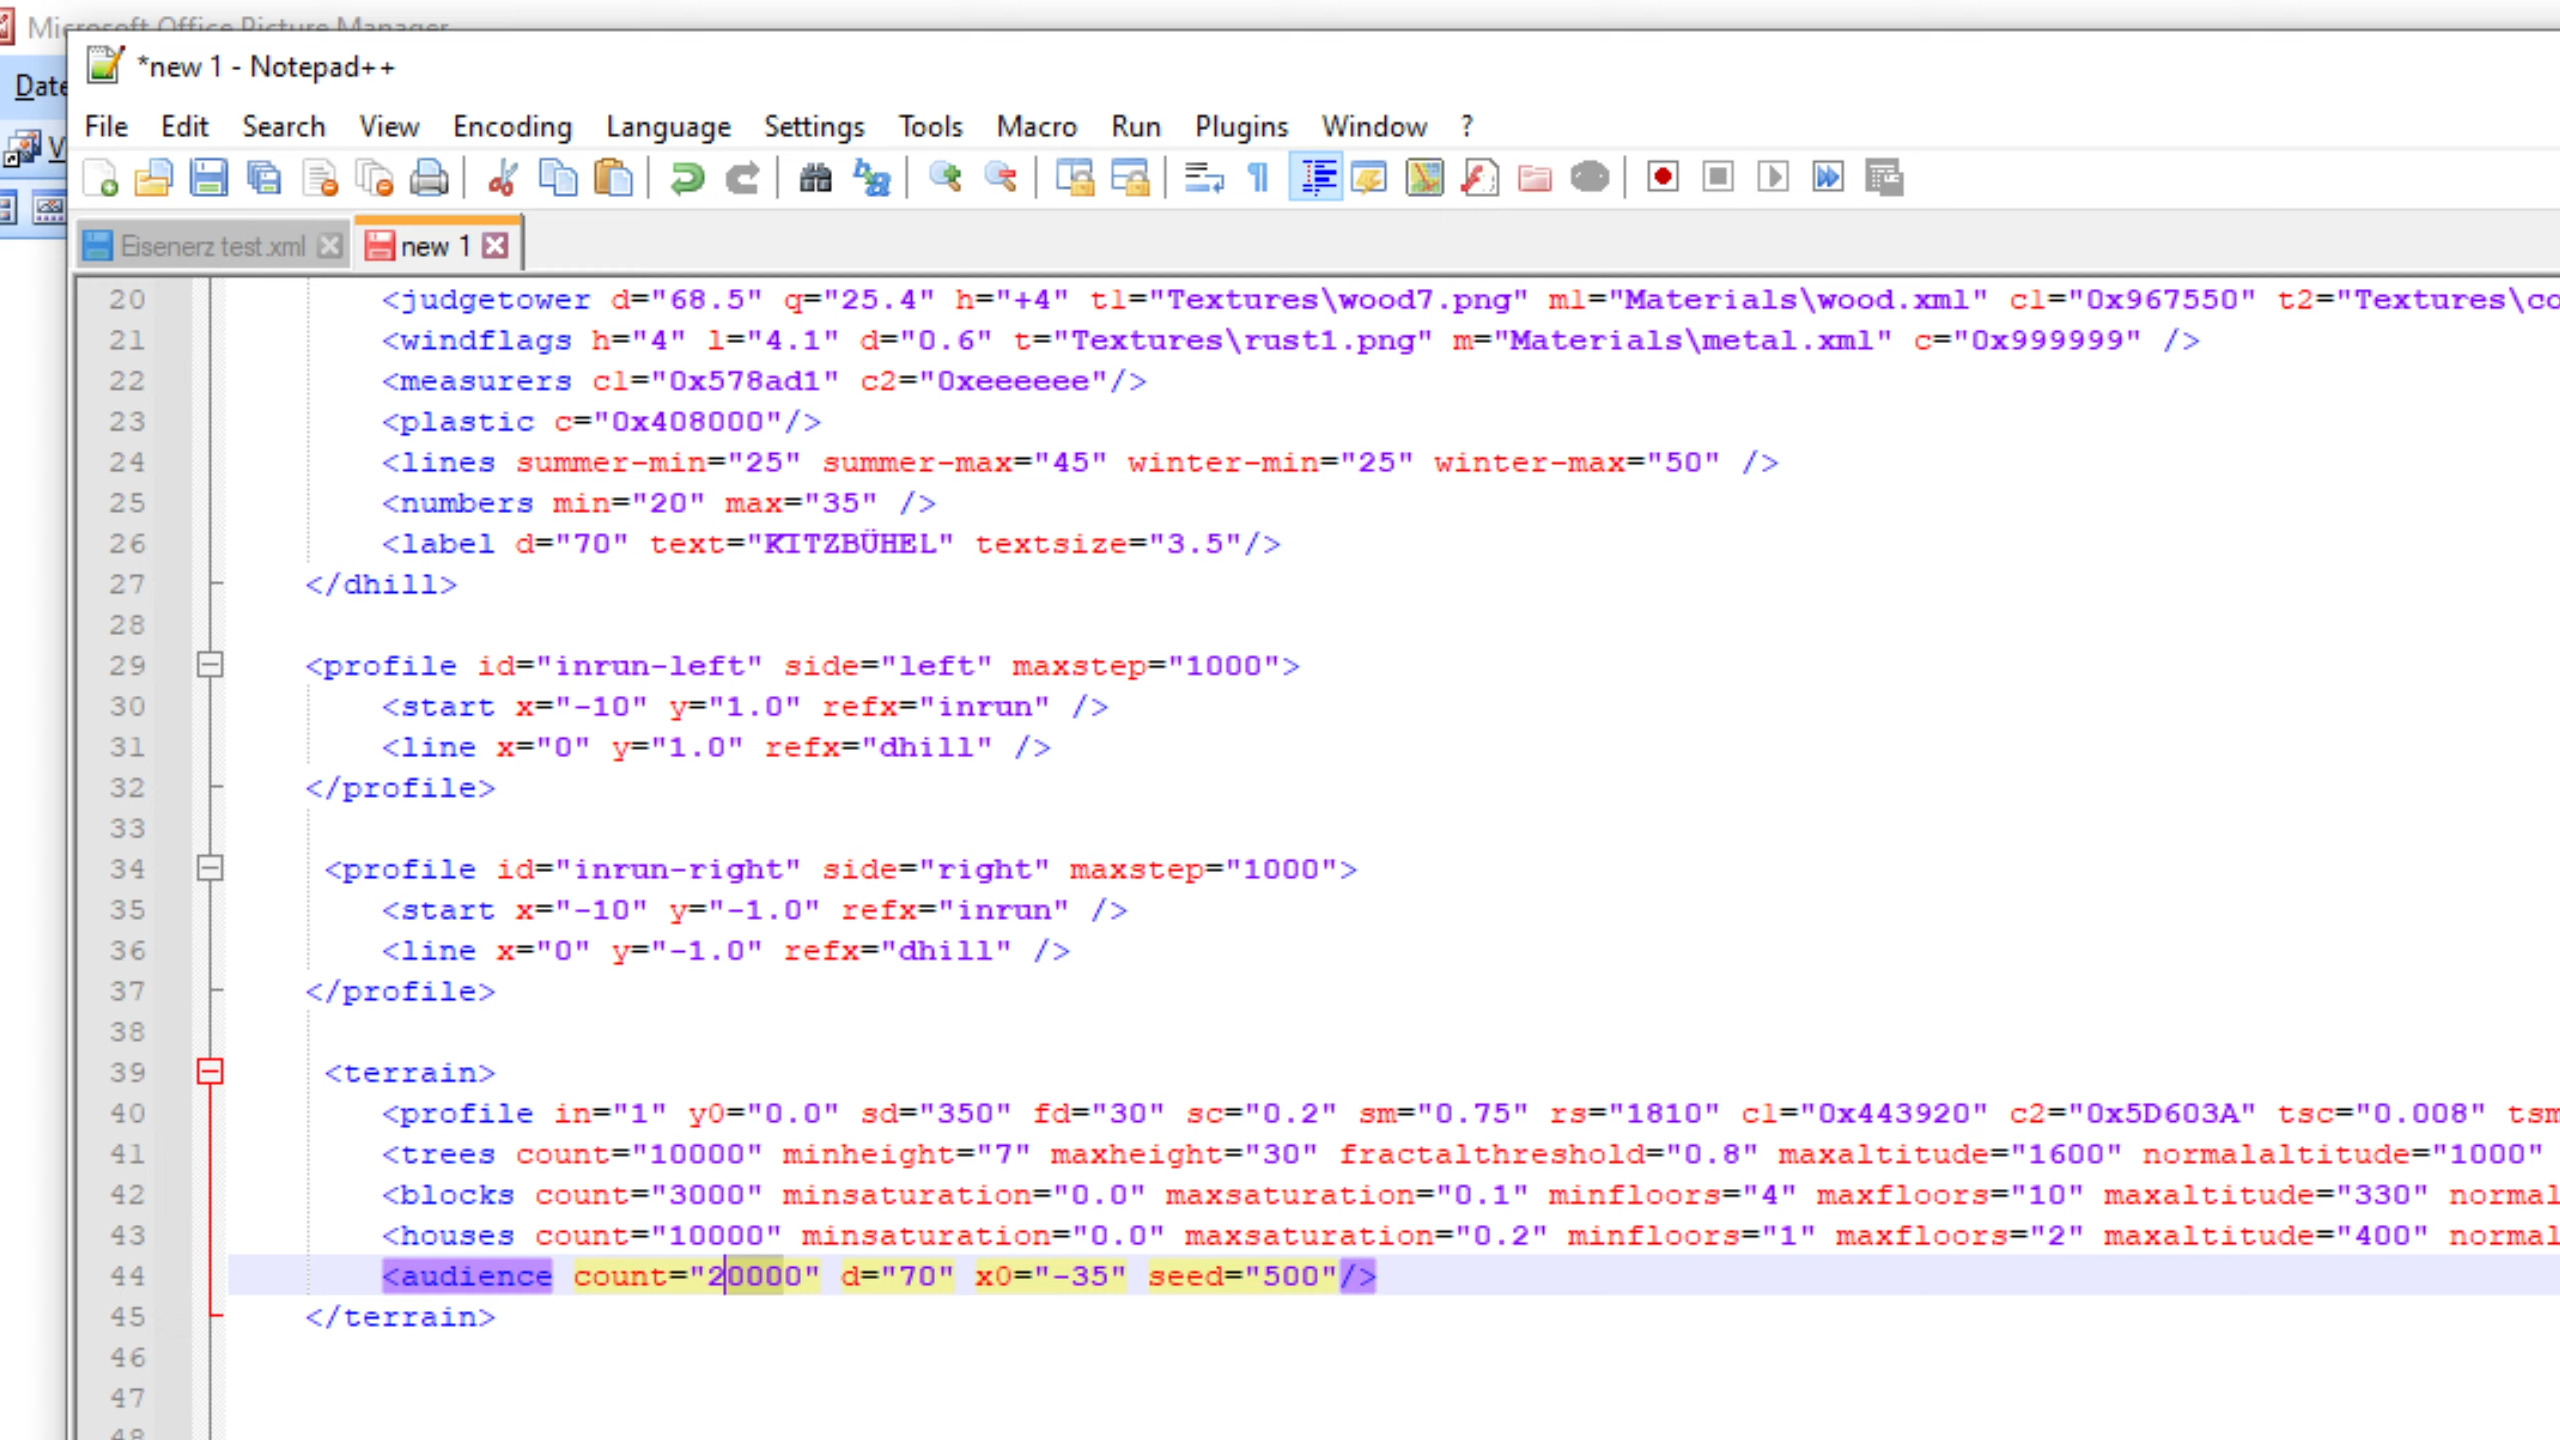 Microsoft Office Picture Manager
*new 1 - Notepad++
Date
File Edit Search View Encoding Language Settings Tools Macro Run Plugins Window ?
V
Eisenerz test.xml new 1
20 <judgetower d="68.5" q="25.4" h="+4" t1="Textures\wood7.png" m1="Materials\wood.xml" c1="0x967550" t2="Textures\co
21 <windflags h="4" l="4.1" d="0.6" t="Textures\rust1.png" m="Materials\metal.xml" c="0x999999" />
22 <measurers c1="0x578ad1" c2="0xeeeeee"/>
23 <plastic c="0x408000"/>
24 <lines summer-min="25" summer-max="45" winter-min="25" winter-max="50" />
25 <numbers min="20" max="35" />
26 <label d="70" text="KITZBÜHEL" textsize="3.5"/>
27 </dhill>
28
29 <profile id="inrun-left" side="left" maxstep="1000">
30 <start x="-10" y="1.0" refx="inrun" />
31 <line x="0" y="1.0" refx="dhill" />
32 </profile>
33
34 <profile id="inrun-right" side="right" maxstep="1000">
35 <start x="-10" y="-1.0" refx="inrun" />
36 <line x="0" y="-1.0" refx="dhill" />
37 </profile>
38
39 <terrain>
40 <profile in="1" y0="0.0" sd="350" fd="30" sc="0.2" sm="0.75" rs="1810" c1="0x443920" c2="0x5D603A" tsc="0.008" tsm
41 <trees count="10000" minheight="7" maxheight="30" fractalthreshold="0.8" maxaltitude="1600" normalaltitude="1000"
42 <blocks count="3000" minsaturation="0.0" maxsaturation="0.1" minfloors="4" maxfloors="10" maxaltitude="330" normal
43 <houses count="10000" minsaturation="0.0" maxsaturation="0.2" minfloors="1" maxfloors="2" maxaltitude="400" normal
44 <audience count="20000" d="70" x0="-35" seed="500"/>
45 </terrain>
46
47
48